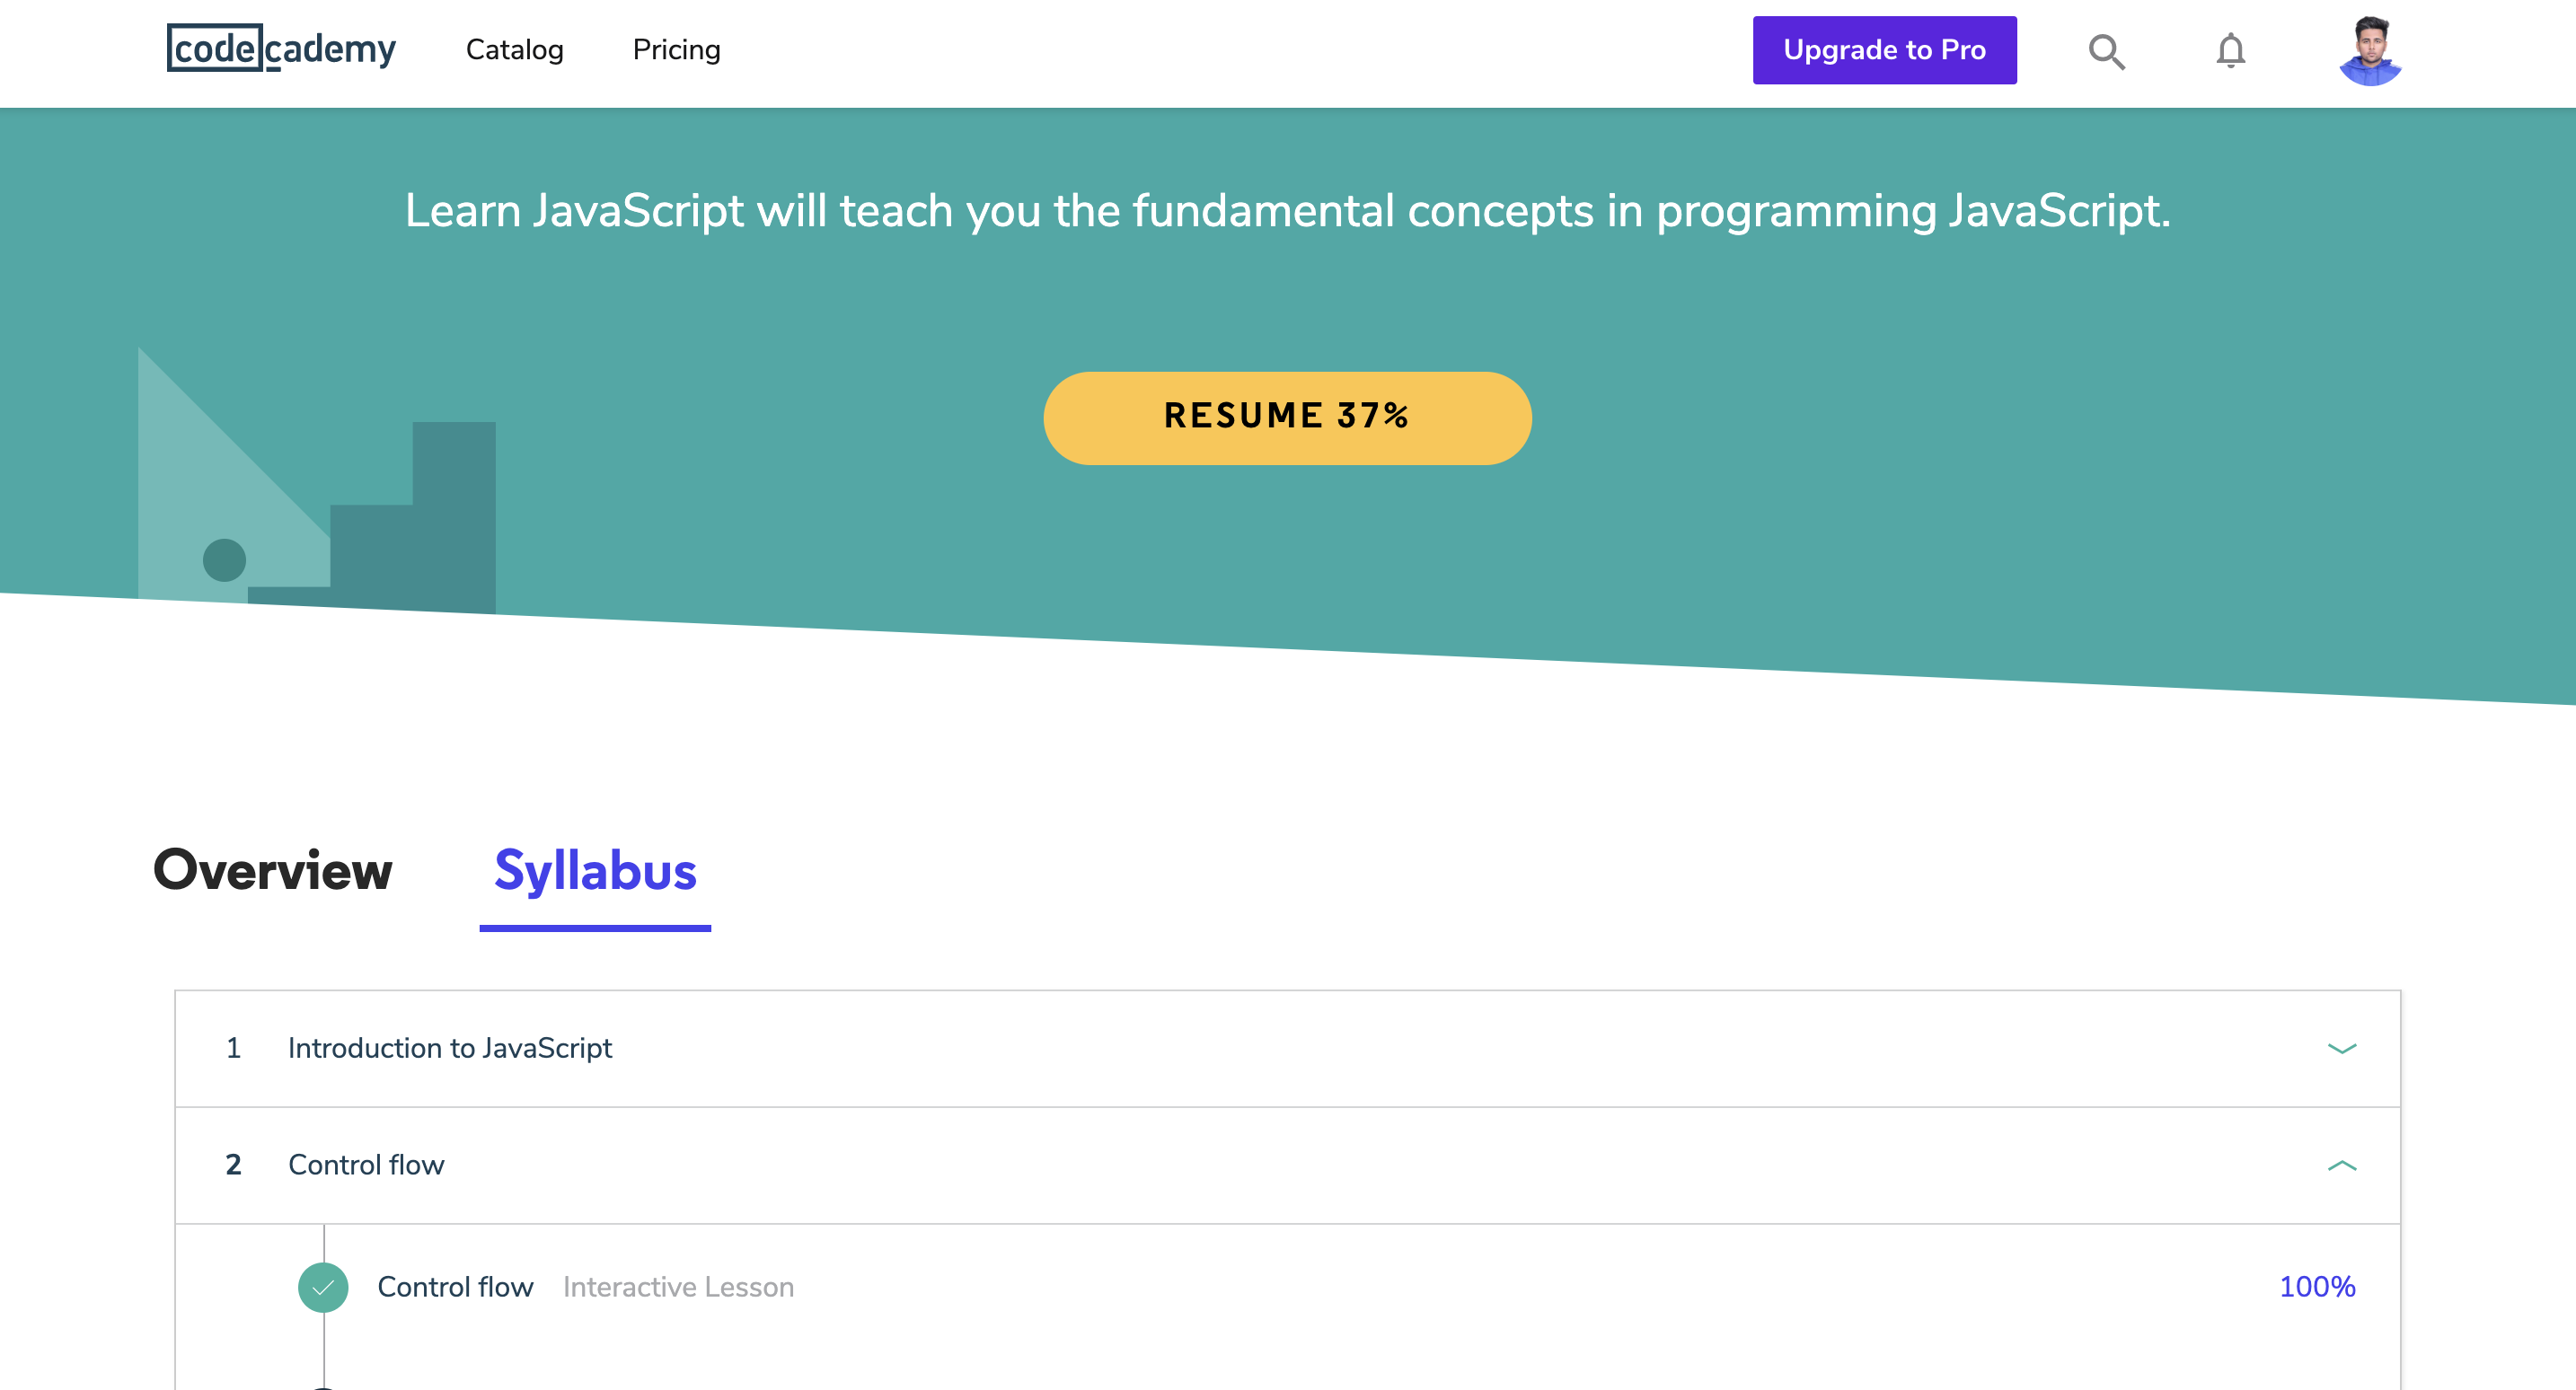 codecademy Catalog Pricing Upgrade to Pro
Learn JavaScript will teach you the fundamental concepts in programming JavaScript.
RESUME 37%
Overview Syllabus
1 Introduction to JavaScript
2 Control flow
Control flow Interactive Lesson 100%